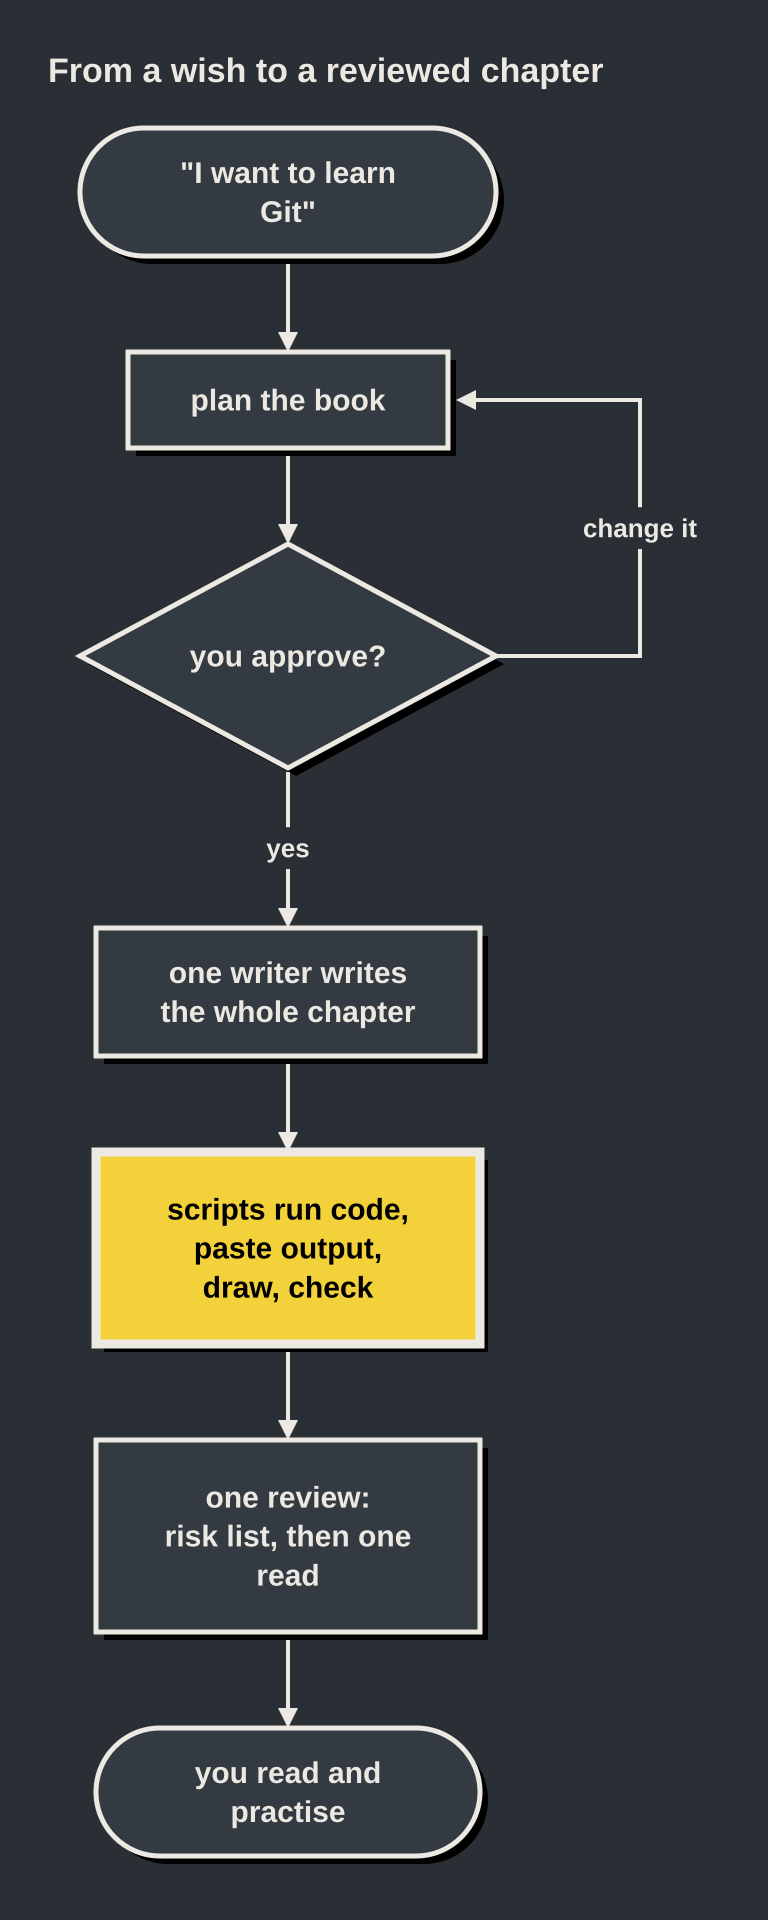 From a wish to a reviewed chapter
"I want to learn
Git"
plan the book
change it
you approve?
yes
one writer writes
the whole chapter
scripts run code,
paste output,
draw, check
one review:
risk list, then one
read
you read and
practise